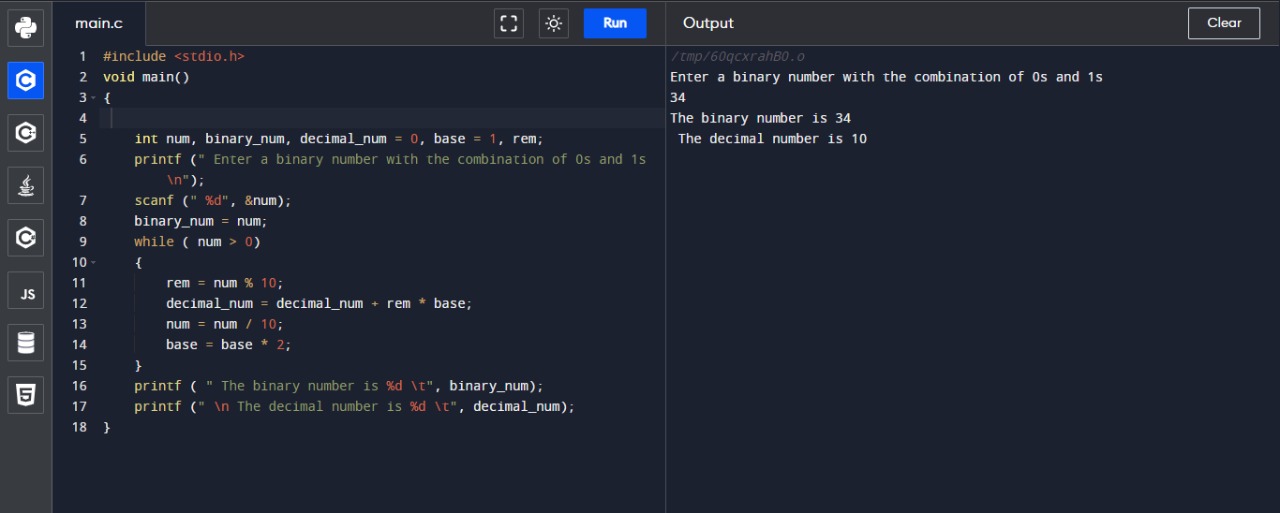 main.c
Run
Output
Clear
1 #include <stdio.h>
2 void main()
3 {
4
5 int num, binary_num, decimal_num = 0, base = 1, rem;
6 printf (" Enter a binary number with the combination of 0s and 1s
\n");
7 scanf (" %d", &num);
8 binary_num = num;
9 while ( num > 0)
10 {
11 rem = num % 10;
12 decimal_num = decimal_num + rem * base;
13 num = num / 10;
14 base = base * 2;
15 }
16 printf ( " The binary number is %d \t", binary_num);
17 printf (" \n The decimal number is %d \t", decimal_num);
18 }
/tmp/60qcxrahB0.o
Enter a binary number with the combination of 0s and 1s
34
The binary number is 34
The decimal number is 10
JS